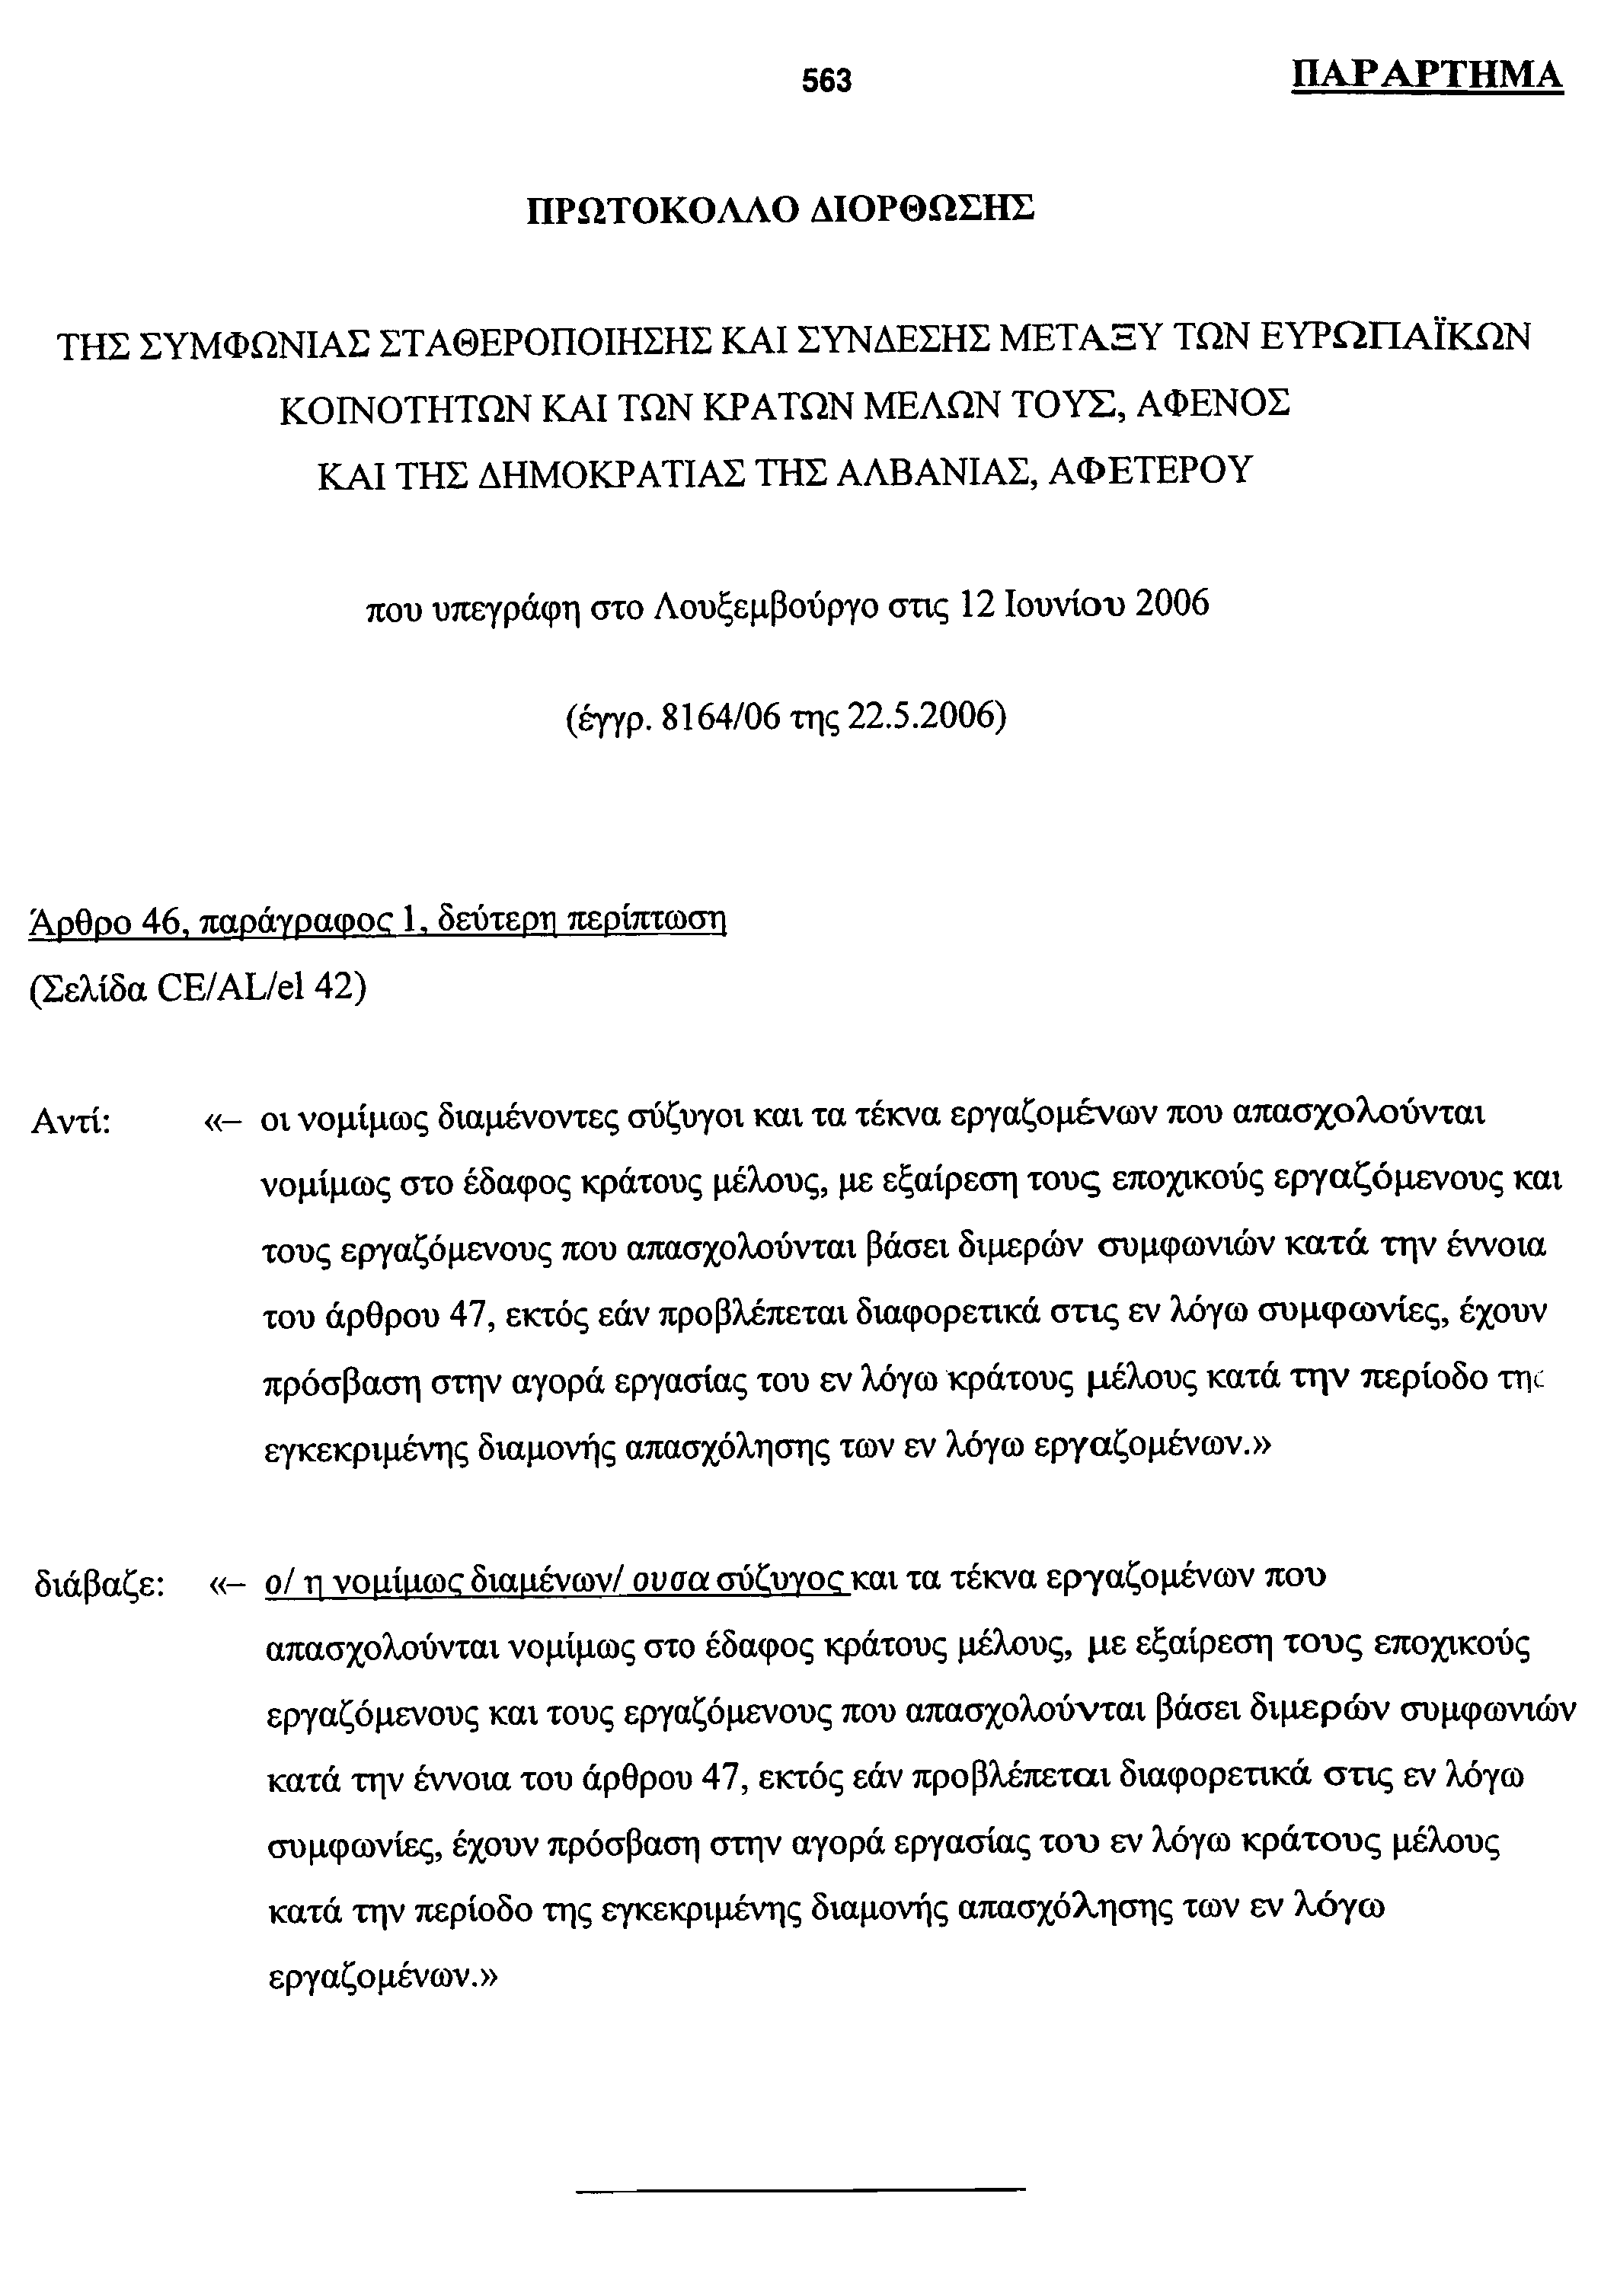 563
ΠΑΡΑΡΤΗΜΑ
ΠΡΩΤΟΚΟΛΛΟ ΔΙΟΡΘΩΣΗΣ
ΤΗΣ ΣΥΜΦΩΝΙΑΣ ΣΤΑΘΕΡΟΠΟΙΗΣΗΣ ΚΑΙ ΣΥΝΔΕΣΗΣ ΜΕΤΑΞΥ ΤΩΝ ΕΥΡΩΠΑΪΚΩΝ
ΚΟΙΝΟΤΗΤΩΝ ΚΑΙ ΤΩΝ ΚΡΑΤΩΝ ΜΕΛΩΝ ΤΟΥΣ, ΑΦΕΝΟΣ
ΚΑΙ ΤΗΣ ΔΗΜΟΚΡΑΤΙΑΣ ΤΗΣ ΑΛΒΑΝΙΑΣ, ΑΦΕΤΕΡΟΥ
που υπεγράφη στο Λουξεμβούργο στις 12 Ιουνίου 2006
(έγγρ. 8164/06 της 22.5.2006)
Άρθρο 46, παράγραφος 1, δεύτερη περίπτωση
(Σελίδα CE/AL/el 42)
Αντί: «– οι νομίμως διαμένοντες σύζυγοι και τα τέκνα εργαζομένων που απασχολούνται
νομίμως στο έδαφος κράτους μέλους, με εξαίρεση τους εποχικούς εργαζόμενους και
τους εργαζόμενους που απασχολούνται βάσει διμερών συμφωνιών κατά την έννοια
του άρθρου 47, εκτός εάν προβλέπεται διαφορετικά στις εν λόγω συμφωνίες, έχουν
πρόσβαση στην αγορά εργασίας του εν λόγω κράτους μέλους κατά την περίοδο της
εγκεκριμένης διαμονής απασχόλησης των εν λόγω εργαζομένων.»
διάβαζε: «– ο/ η νομίμως διαμένων/ ουσα σύζυγος και τα τέκνα εργαζομένων που
απασχολούνται νομίμως στο έδαφος κράτους μέλους, με εξαίρεση τους εποχικούς
εργαζόμενους και τους εργαζόμενους που απασχολούνται βάσει διμερών συμφωνιών
κατά την έννοια του άρθρου 47, εκτός εάν προβλέπεται διαφορετικά στις εν λόγω
συμφωνίες, έχουν πρόσβαση στην αγορά εργασίας του εν λόγω κράτους μέλους
κατά την περίοδο της εγκεκριμένης διαμονής απασχόλησης των εν λόγω
εργαζομένων.»